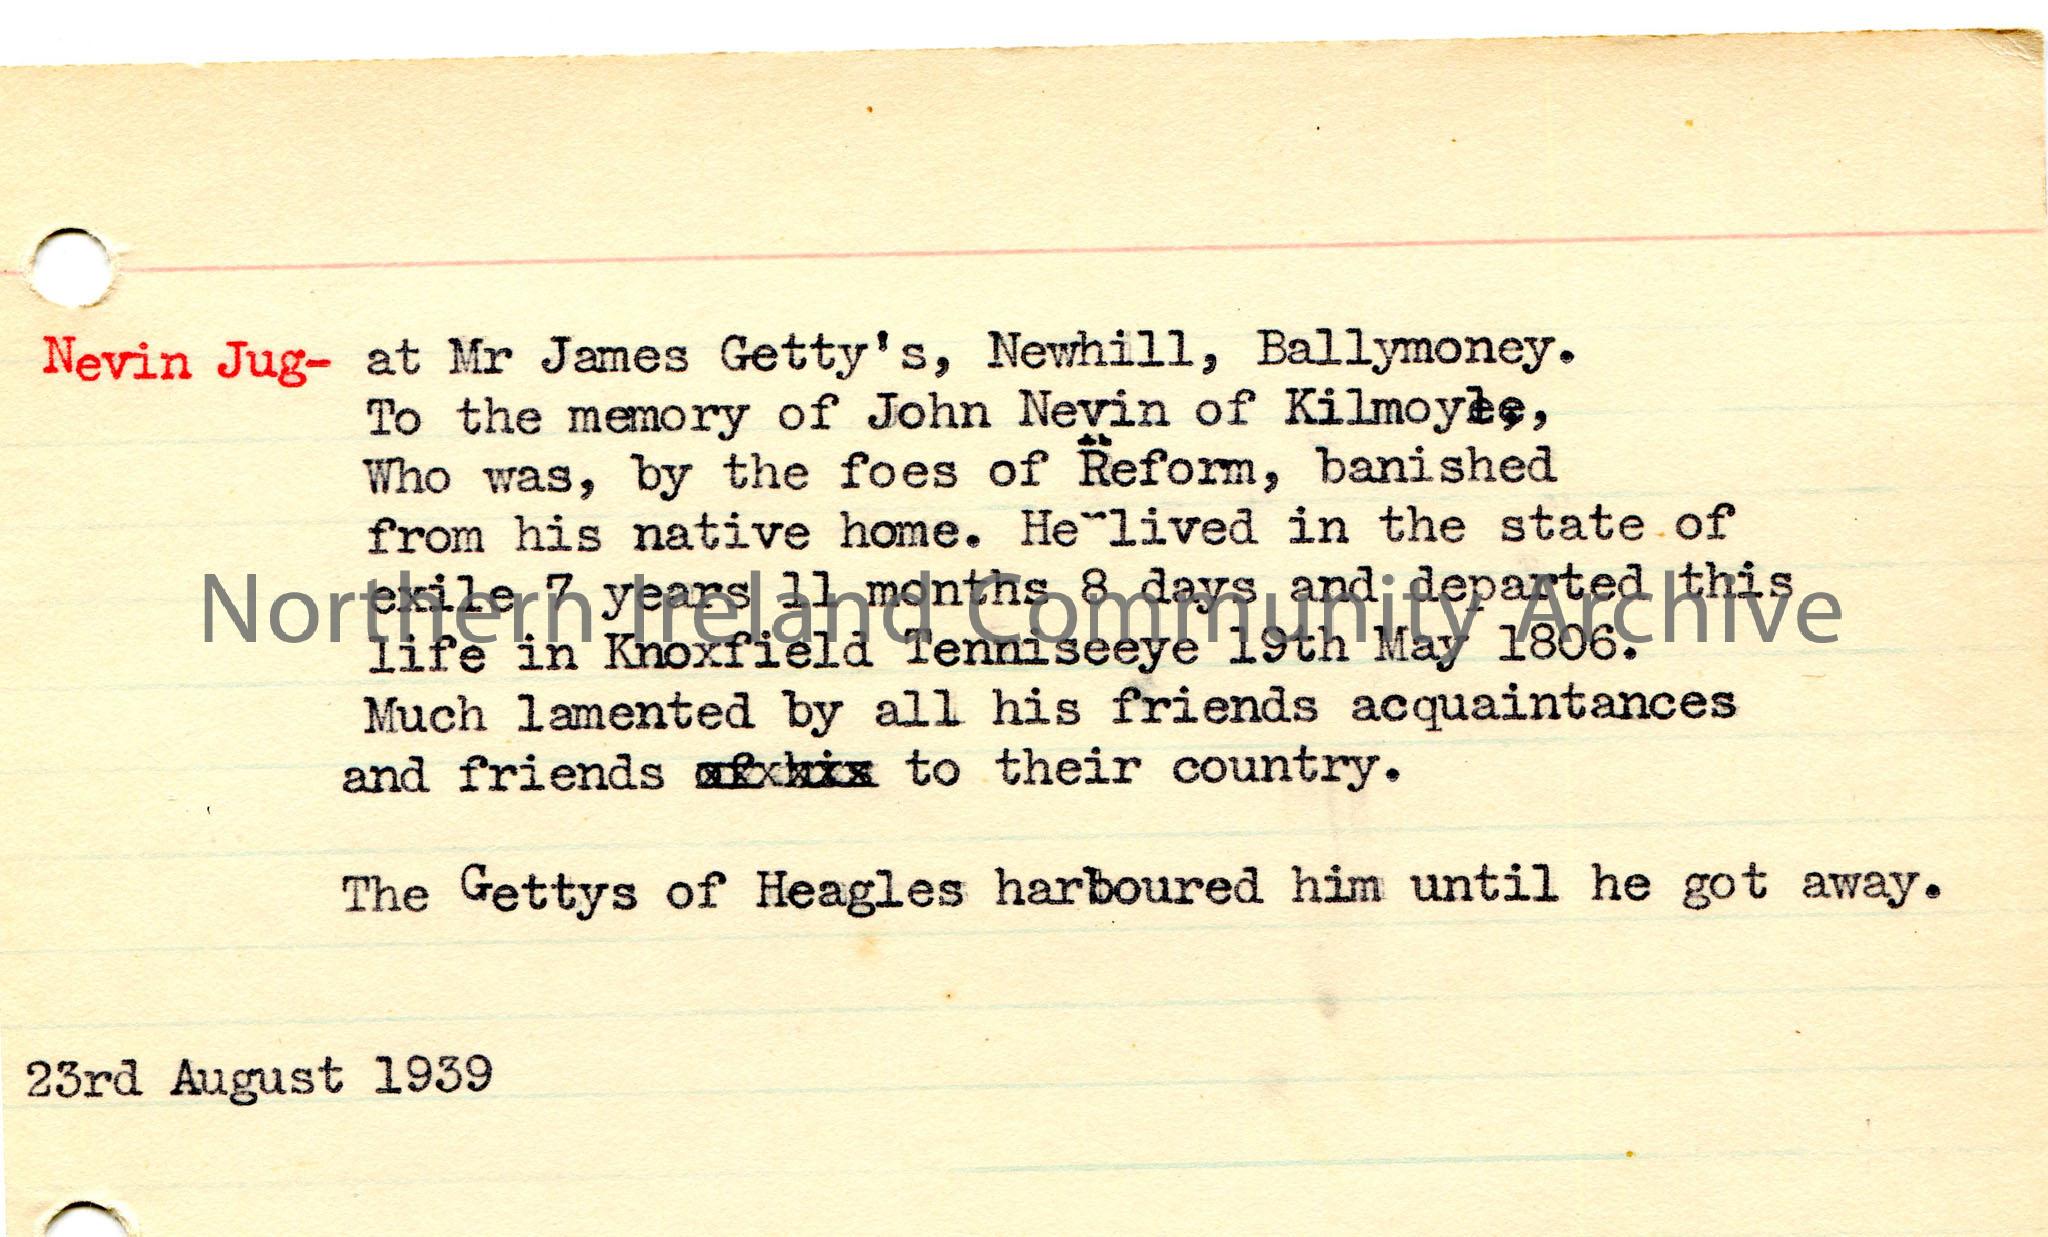 Nevin Jug- at Mr James Getty's, Newhill, Ballymoney.
To the memory of John Nevin of Kilmoyle,
Who was, by the foes of Reform, banished
from his native home. He lived in the state of
exile 7 years 11 months 8 days and departed this
Northern Ireland Community Archive
life in Knoxfield Tenniseeye 19th May 1806.
Much lamented by all his friends acquaintances
and friends to their country.
The Gettys of Heagles harboured him until he got away.
23rd August 1939